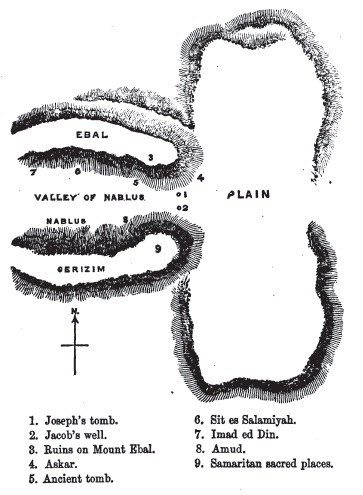 EBAL
3
7 6 5 4
VALLEY OF NABLUS
1
PLAIN
2
NABLUS 8
9
GERIZIM
N.
1. Joseph's tomb.
2. Jacob's well.
3. Ruins on Mount Ebal.
4. Askar.
5. Ancient tomb.
6. Sit es Salamiyah.
7. Imad ed Din.
8. Amud.
9. Samaritan sacred places.